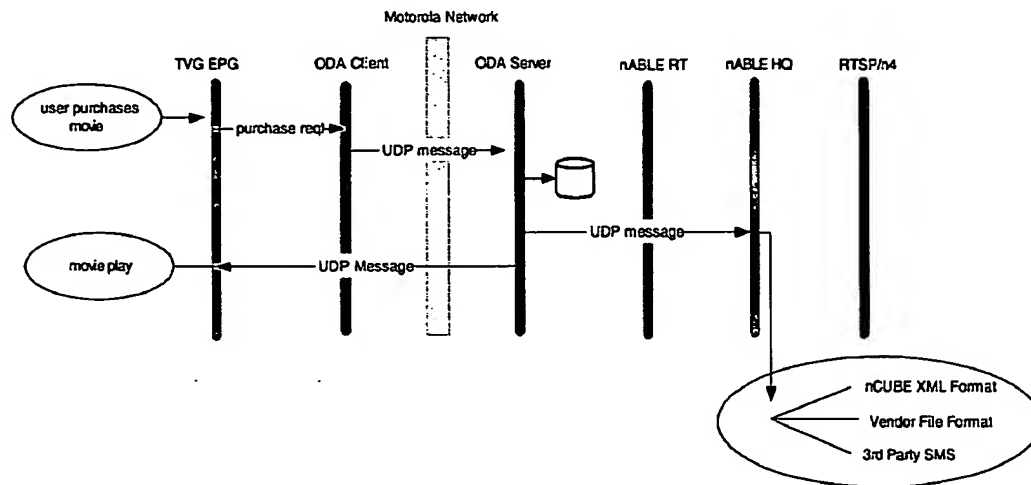 Motorola Network
TVG EPG
ODA Client
ODA Server
nABLE RT
nABLE HQ
RTSP/n4
user purchases
movie
purchase reqt
UDP message
UDP message
movie play
UDP Message
nCUBE XML Format
Vendor File Format
3rd Party SMS